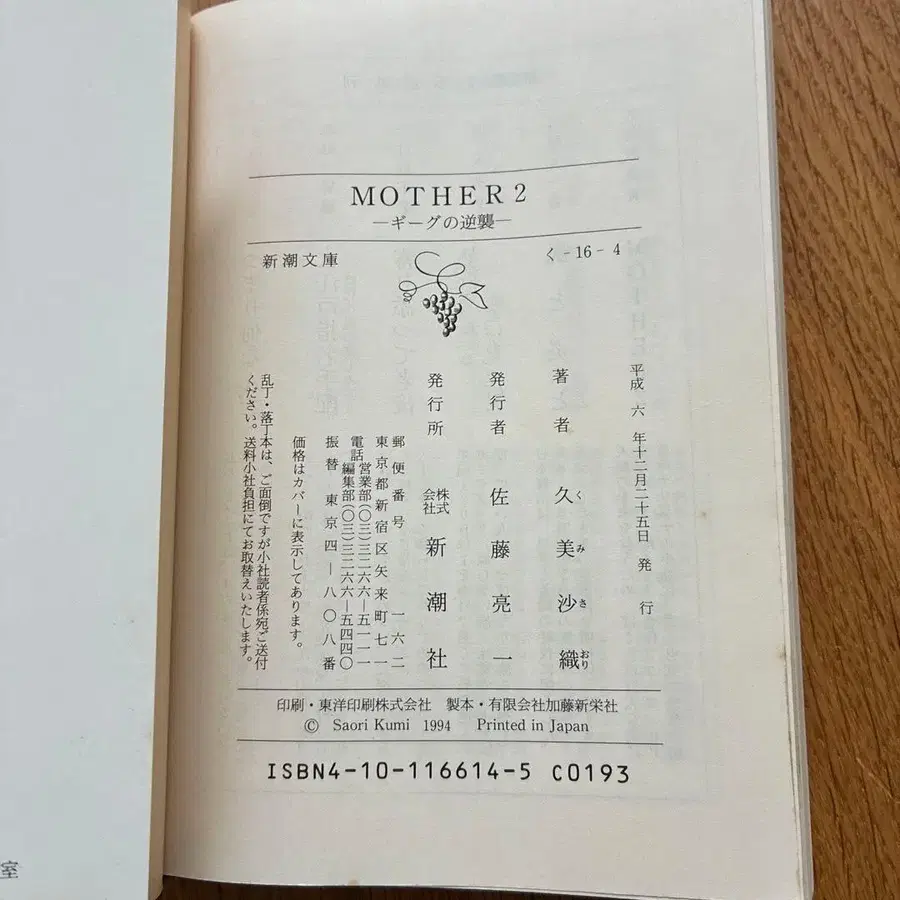 MOTHER2
―ギーグの逆襲―
新潮文庫
く-16-4
平成六年十二月二十五日発行
著者 久美沙織
く み さ おり
発行者 佐藤亮一
発行所 株式会社 新潮社
郵便番号 一六二
東京都新宿区矢来町七一
電話 営業部(〇三)三二六六―五一一一
編集部(〇三)三二六六―五四四〇
振替 東京四―八〇八番
価格はカバーに表示してあります。
乱丁・落丁本は、ご面倒ですが小社読者係宛ご送付
ください。送料小社負担にてお取替えいたします。
印刷・東洋印刷株式会社 製本・有限会社加藤新栄社
© Saori Kumi 1994 Printed in Japan
ISBN4-10-116614-5 C0193
室